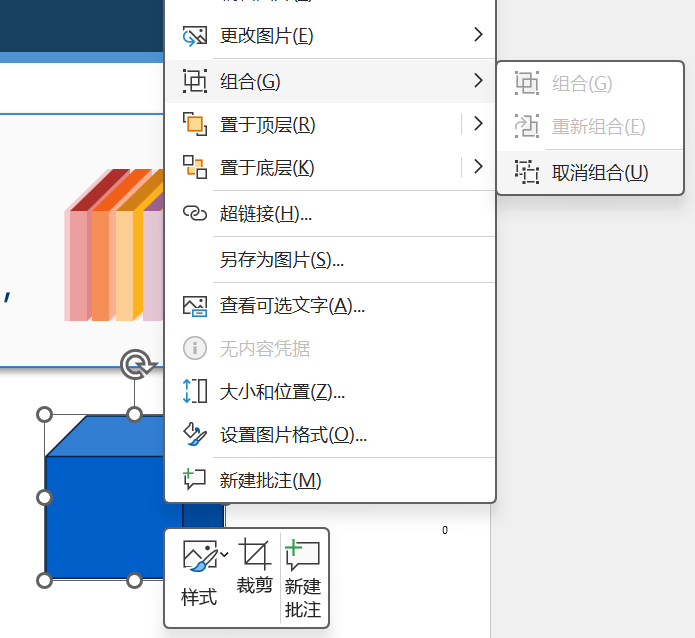 更改图片(E)
组合(G)
置于顶层(R)
置于底层(K)
超链接(H)...
另存为图片(S)...
查看可选文字(A)...
无内容凭据
大小和位置(Z)...
设置图片格式(O)...
新建批注(M)
组合(G)
重新组合(E)
取消组合(U)
,
0
样式
裁剪
新建
批注